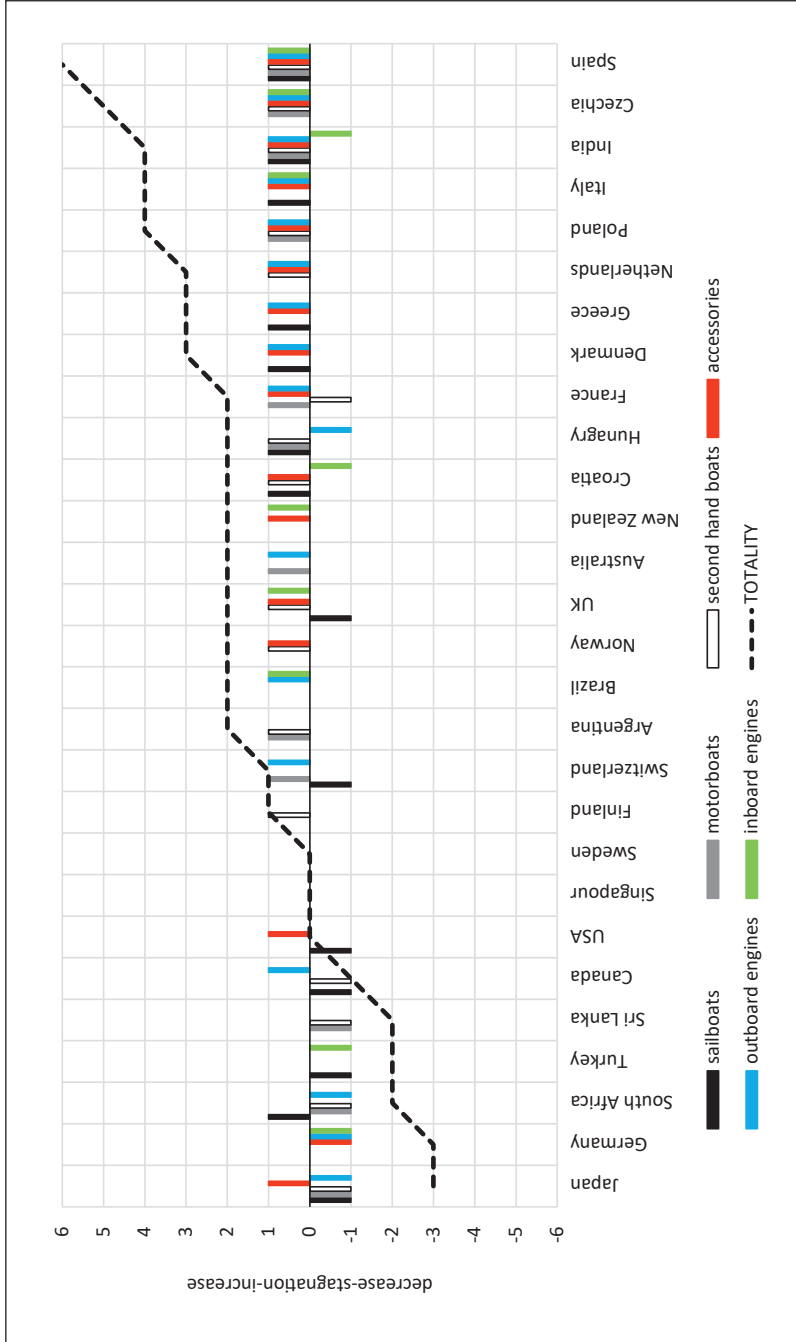 6
5
4
3
2
1
0
-1
-2
-3
-4
-5
-6
decrease-stagnation-increase
Japan
Germany
South Africa
Turkey
Sri Lanka
Canada
USA
Singapour
Sweden
Finland
Switzerland
Argentina
Brazil
Norway
UK
Australia
New Zealand
Croatia
Hunagry
France
Denmark
Greece
Netherlands
Poland
Italy
India
Czechia
Spain
sailboats motorboats second hand boats accessories
outboard engines inboard engines TOTALITY